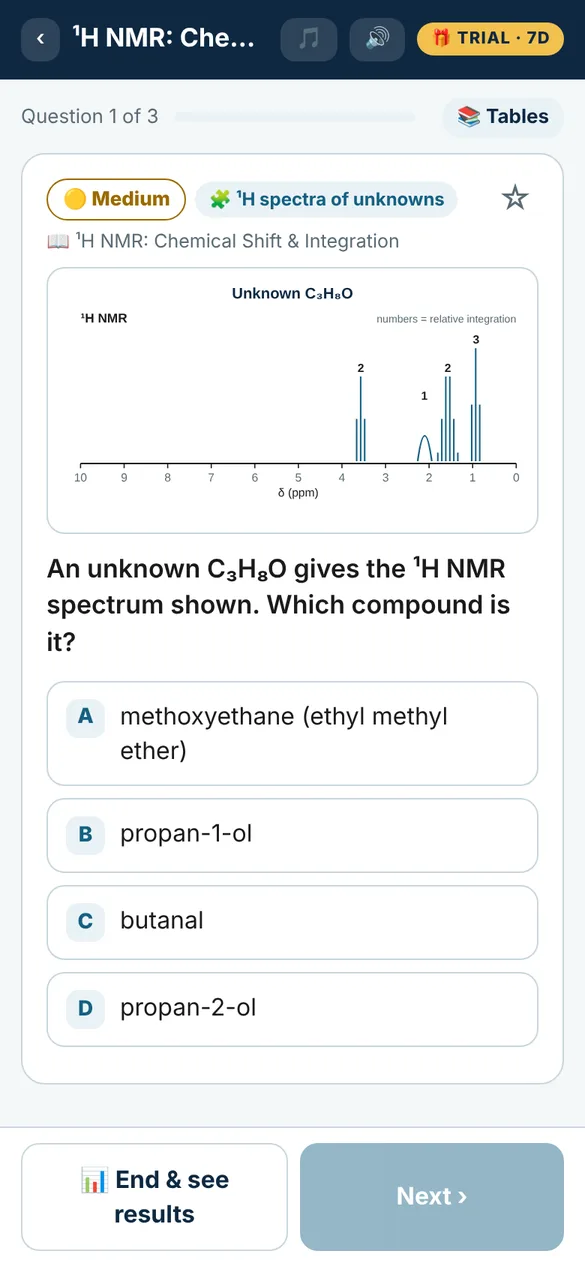 ‹ ¹H NMR: Che... 🎵 🔊 🎁 TRIAL · 7D
Question 1 of 3 📚 Tables
🟡 Medium 🧩 ¹H spectra of unknowns ☆
📖 ¹H NMR: Chemical Shift & Integration
Unknown C₃H₈O
¹H NMR numbers = relative integration
3
2 2
1
10 9 8 7 6 5 4 3 2 1 0
δ (ppm)
An unknown C₃H₈O gives the ¹H NMR
spectrum shown. Which compound is
it?
A methoxyethane (ethyl methyl
ether)
B propan-1-ol
C butanal
D propan-2-ol
📊 End & see
results
Next ›